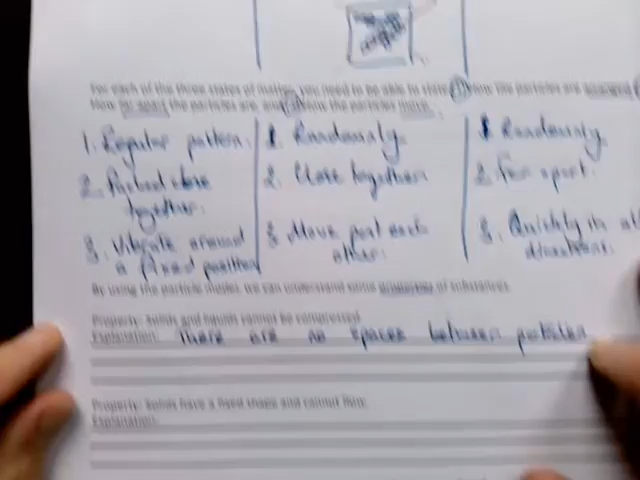 For each of the three states of matter, you need to be able to state (1) how the particles are arranged (2)
how far apart the particles are, and (3) how the particles move.
1. Regular pattern. 1. Randomly. 1. Randomly.
2. Packed close together. 2. Close together 2. Far apart.
3. Vibrate around a fixed position 3. Move past each other. 3. Quickly in all directions.
By using the particle model, we can understand some properties of substances.
Property: Solids and liquids cannot be compressed.
Explanation: There are no spaces between particles
Property: Solids have a fixed shape and cannot flow.
Explanation: